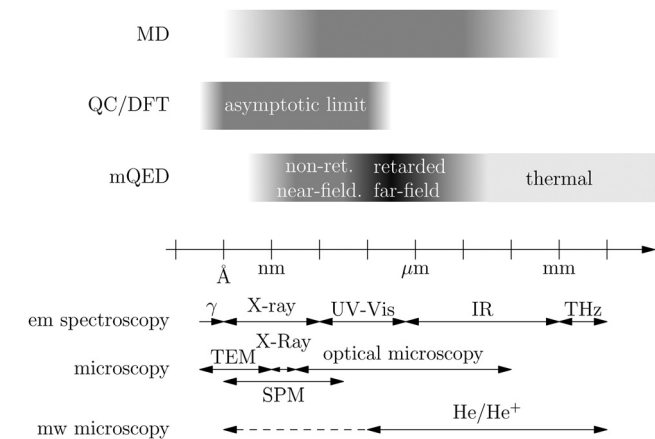 MD
QC/DFT asymptotic limit
mQED
non-ret. retarded
near-field. far-field
thermal
Å nm μm mm
em spectroscopy γ X-ray UV-Vis IR THz
microscopy TEM X-Ray optical microscopy
SPM
mw microscopy He/He⁺